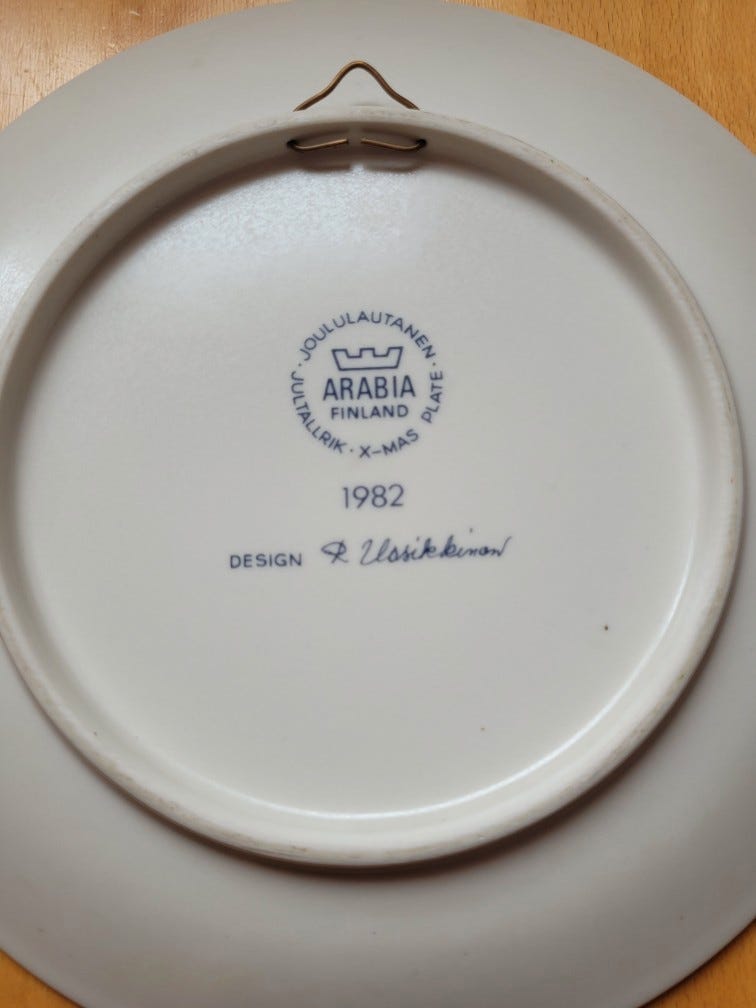 JOULULAUTANEN · X-MAS PLATE · JULTALLRIK ·
ARABIA
FINLAND
1982
DESIGN R Uosikkinen